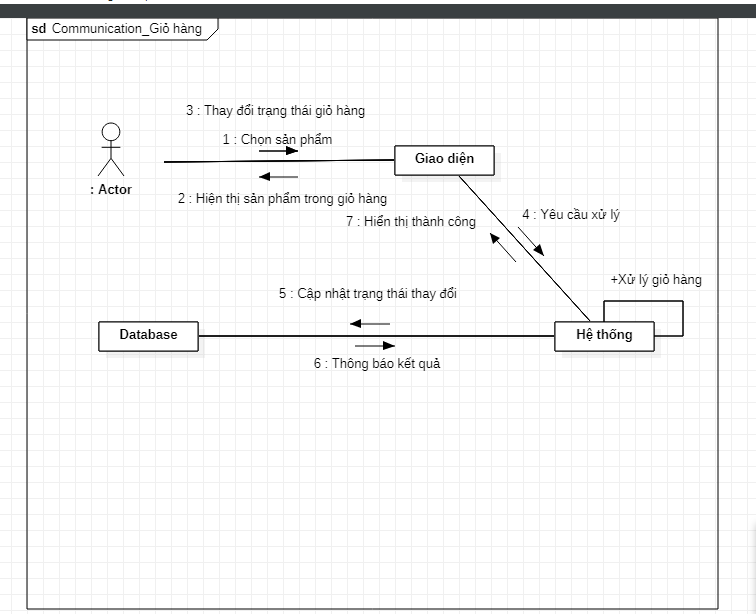 sd Communication_Giỏ hàng
3 : Thay đổi trạng thái giỏ hàng
1 : Chọn sản phẩm
Giao diện
: Actor
2 : Hiện thị sản phẩm trong giỏ hàng
7 : Hiển thị thành công
4 : Yêu cầu xử lý
+Xử lý giỏ hàng
5 : Cập nhật trạng thái thay đổi
Database
Hệ thống
6 : Thông báo kết quả